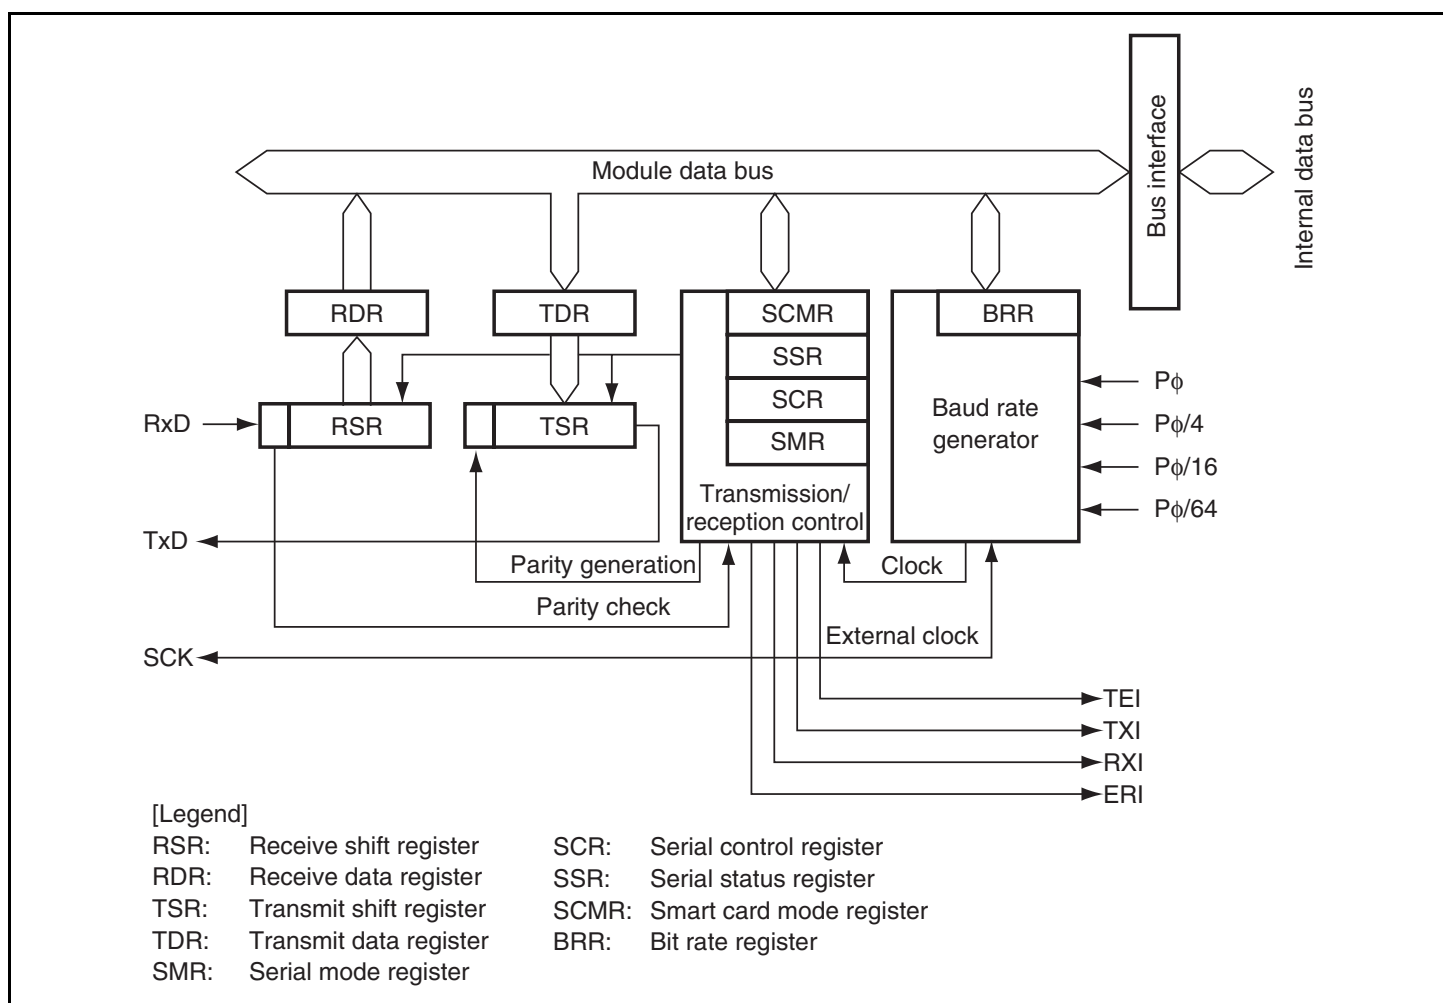 Module data bus
Bus interface
Internal data bus
RDR
TDR
SCMR
BRR
SSR
SCR
SMR
RxD
RSR
TSR
Baud rate
generator
Pϕ
Pϕ/4
Pϕ/16
Pϕ/64
Transmission/
reception control
TxD
Parity generation
Clock
Parity check
External clock
SCK
TEI
TXI
RXI
ERI
[Legend]
RSR: Receive shift register
RDR: Receive data register
TSR: Transmit shift register
TDR: Transmit data register
SMR: Serial mode register
SCR: Serial control register
SSR: Serial status register
SCMR: Smart card mode register
BRR: Bit rate register